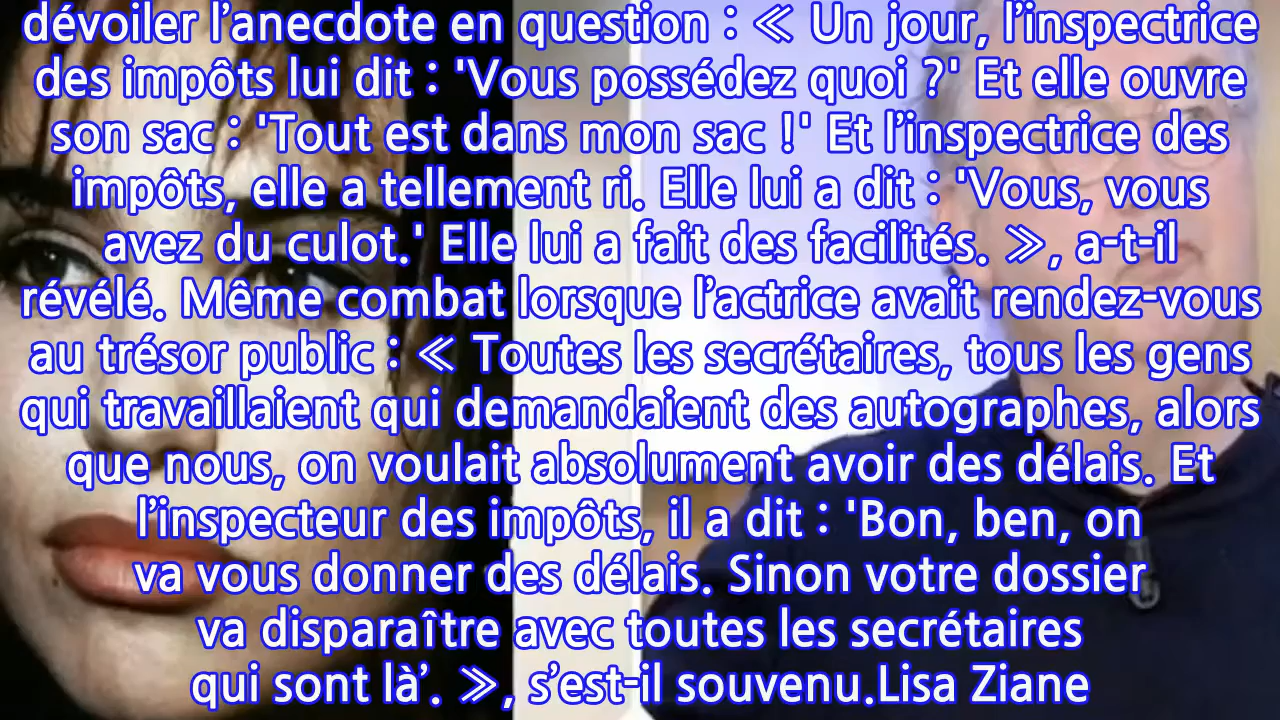 dévoiler l’anecdote en question : ≪ Un jour, l’inspectrice
des impôts lui dit : 'Vous possédez quoi ?' Et elle ouvre
son sac : 'Tout est dans mon sac !' Et l’inspectrice des
impôts, elle a tellement ri. Elle lui a dit : 'Vous, vous
avez du culot.' Elle lui a fait des facilités. ≫, a-t-il
révélé. Même combat lorsque l’actrice avait rendez-vous
au trésor public : ≪ Toutes les secrétaires, tous les gens
qui travaillaient qui demandaient des autographes, alors
que nous, on voulait absolument avoir des délais. Et
l’inspecteur des impôts, il a dit : 'Bon, ben, on
va vous donner des délais. Sinon votre dossier
va disparaître avec toutes les secrétaires
qui sont là’. ≫, s’est-il souvenu.Lisa Ziane